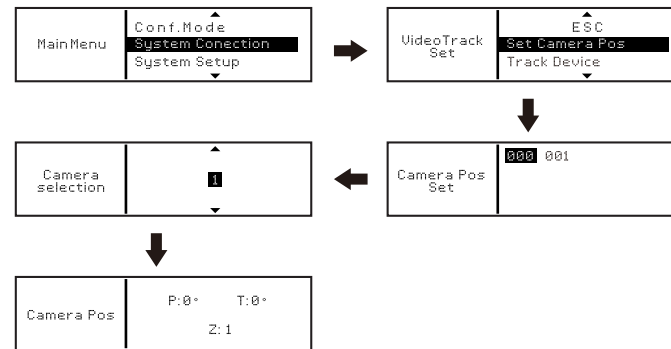 Main Menu
Conf.Mode
System Conection
System Setup
VideoTrack
Set
ESC
Set Camera Pos
Track Device
Camera Pos
Set
000 001
Camera
selection
1
Camera Pos
P:0° T:0°
Z:1